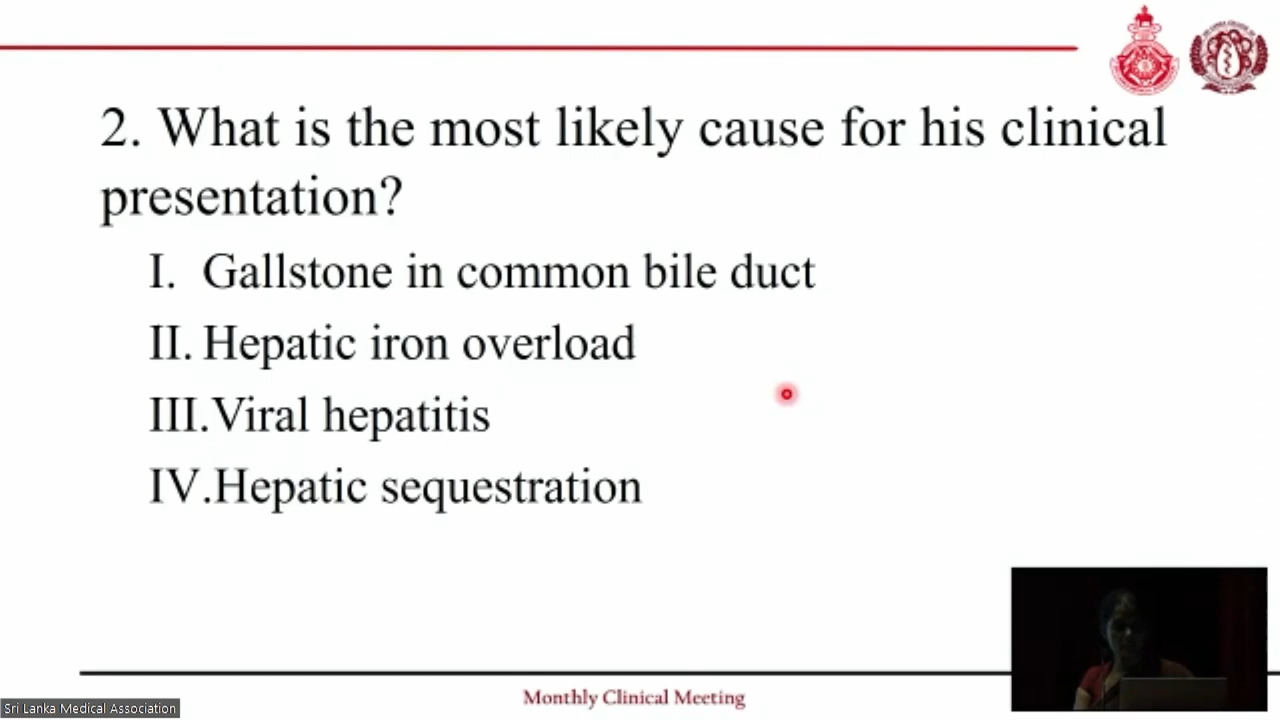 2. What is the most likely cause for his clinical
presentation?
I. Gallstone in common bile duct
II. Hepatic iron overload
III.Viral hepatitis
IV.Hepatic sequestration
Monthly Clinical Meeting
Sri Lanka Medical Association